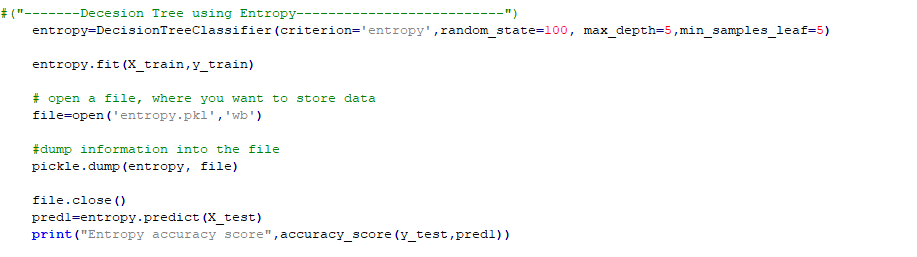 #("-------Decesion Tree using Entropy--------------------------")
entropy=DecisionTreeClassifier(criterion='entropy',random_state=100, max_depth=5,min_samples_leaf=5)
entropy.fit(X_train,y_train)
# open a file, where you want to store data
file=open('entropy.pkl','wb')
#dump information into the file
pickle.dump(entropy, file)
file.close()
pred1=entropy.predict(X_test)
print("Entropy accuracy score",accuracy_score(y_test,pred1))